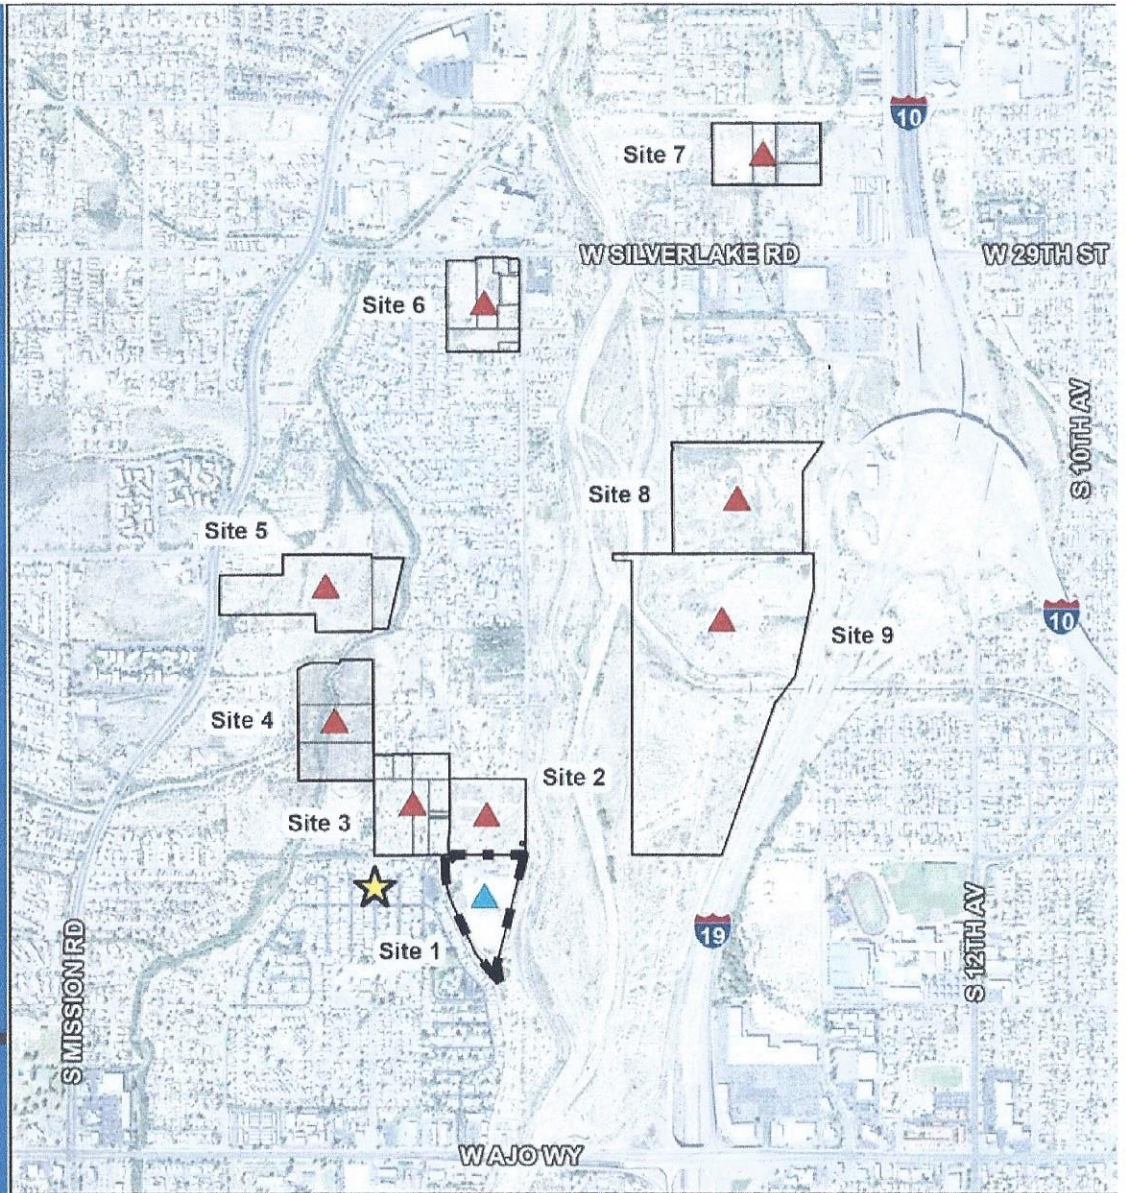 10
Site 7
W SILVERLAKE RD
W 29TH ST
Site 6
S 10TH AV
Site 8
Site 5
10
Site 9
Site 4
Site 2
Site 3
Site 1
19
S 12TH AV
S MISSION RD
W AJO WY